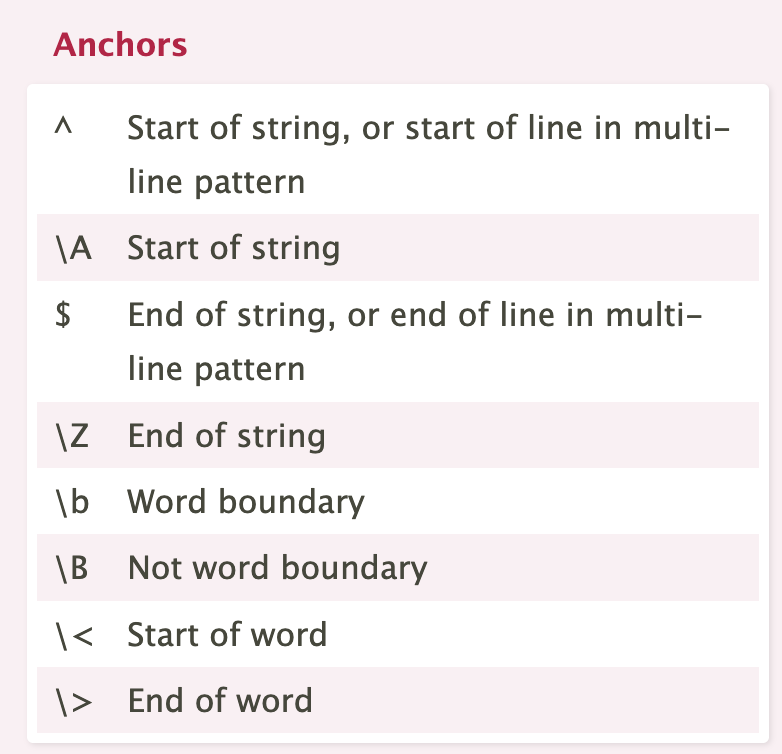 Anchors
^ Start of string, or start of line in multi-
line pattern
\A Start of string
$ End of string, or end of line in multi-
line pattern
\Z End of string
\b Word boundary
\B Not word boundary
\< Start of word
\> End of word